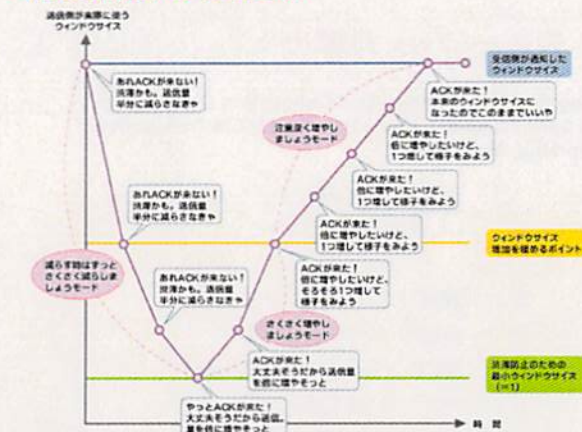 送信側が実際に使う
ウィンドウサイズ
受信側が通知した
ウィンドウサイズ
あれACKが来ない!
渋滞かも。送信量
半分に減らさなきゃ
ACKが来た!
本来のウィンドウサイズに
なったのでこのままでいいや
注意深く増やし
ましょうモード
ACKが来た!
倍に増やしたいけど、
1つ増して様子をみよう
ACKが来た!
倍に増やしたいけど、
1つ増して様子をみよう
あれACKが来ない!
渋滞かも。送信量
半分に減らさなきゃ
ACKが来た!
倍に増やしたいけど、
1つ増して様子をみよう
ウィンドウサイズ
増加を緩めるポイント
減らす時はずっと
さくさく減らしま
しょうモード
あれACKが来ない!
渋滞かも。送信量
半分に減らさなきゃ
ACKが来た!
倍に増やしたいけど、
そろそろ1つ増して
様子をみよう
さくさく増やし
ましょうモード
ACKが来た!
大丈夫そうだから送信量
を倍に増やそっと
渋滞防止のための
最小ウィンドウサイズ
(=1)
やっとACKが来た!
大丈夫そうだから送信。
量を倍に増やそっと
時間